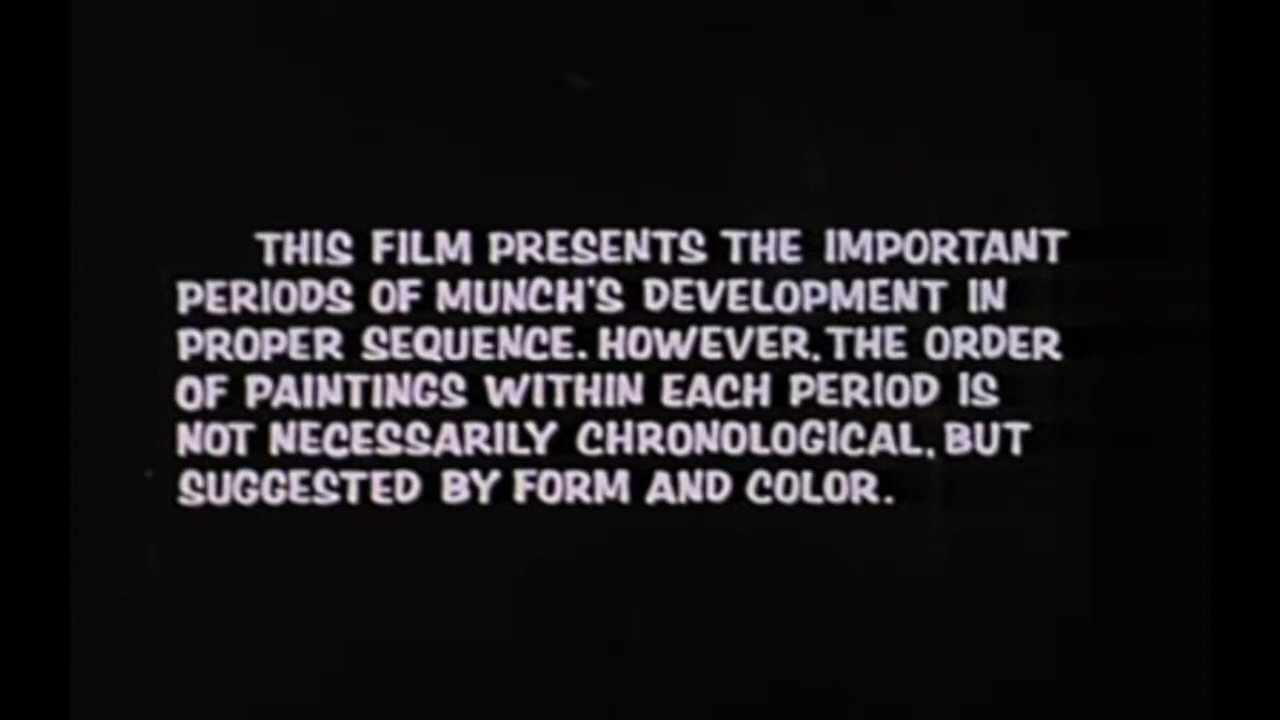 THIS FILM PRESENTS THE IMPORTANT
PERIODS OF MUNCH'S DEVELOPMENT IN
PROPER SEQUENCE. HOWEVER, THE ORDER
OF PAINTINGS WITHIN EACH PERIOD IS
NOT NECESSARILY CHRONOLOGICAL, BUT
SUGGESTED BY FORM AND COLOR.